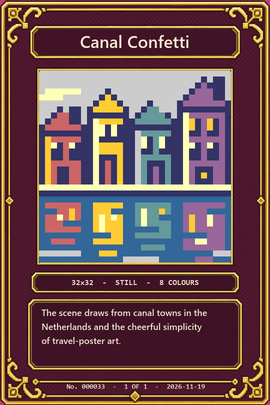 Canal Confetti
32x32 - STILL - 8 COLOURS
The scene draws from canal towns in the
Netherlands and the cheerful simplicity
of travel-poster art.
No. 000033 - 1 OF 1 - 2026-11-19